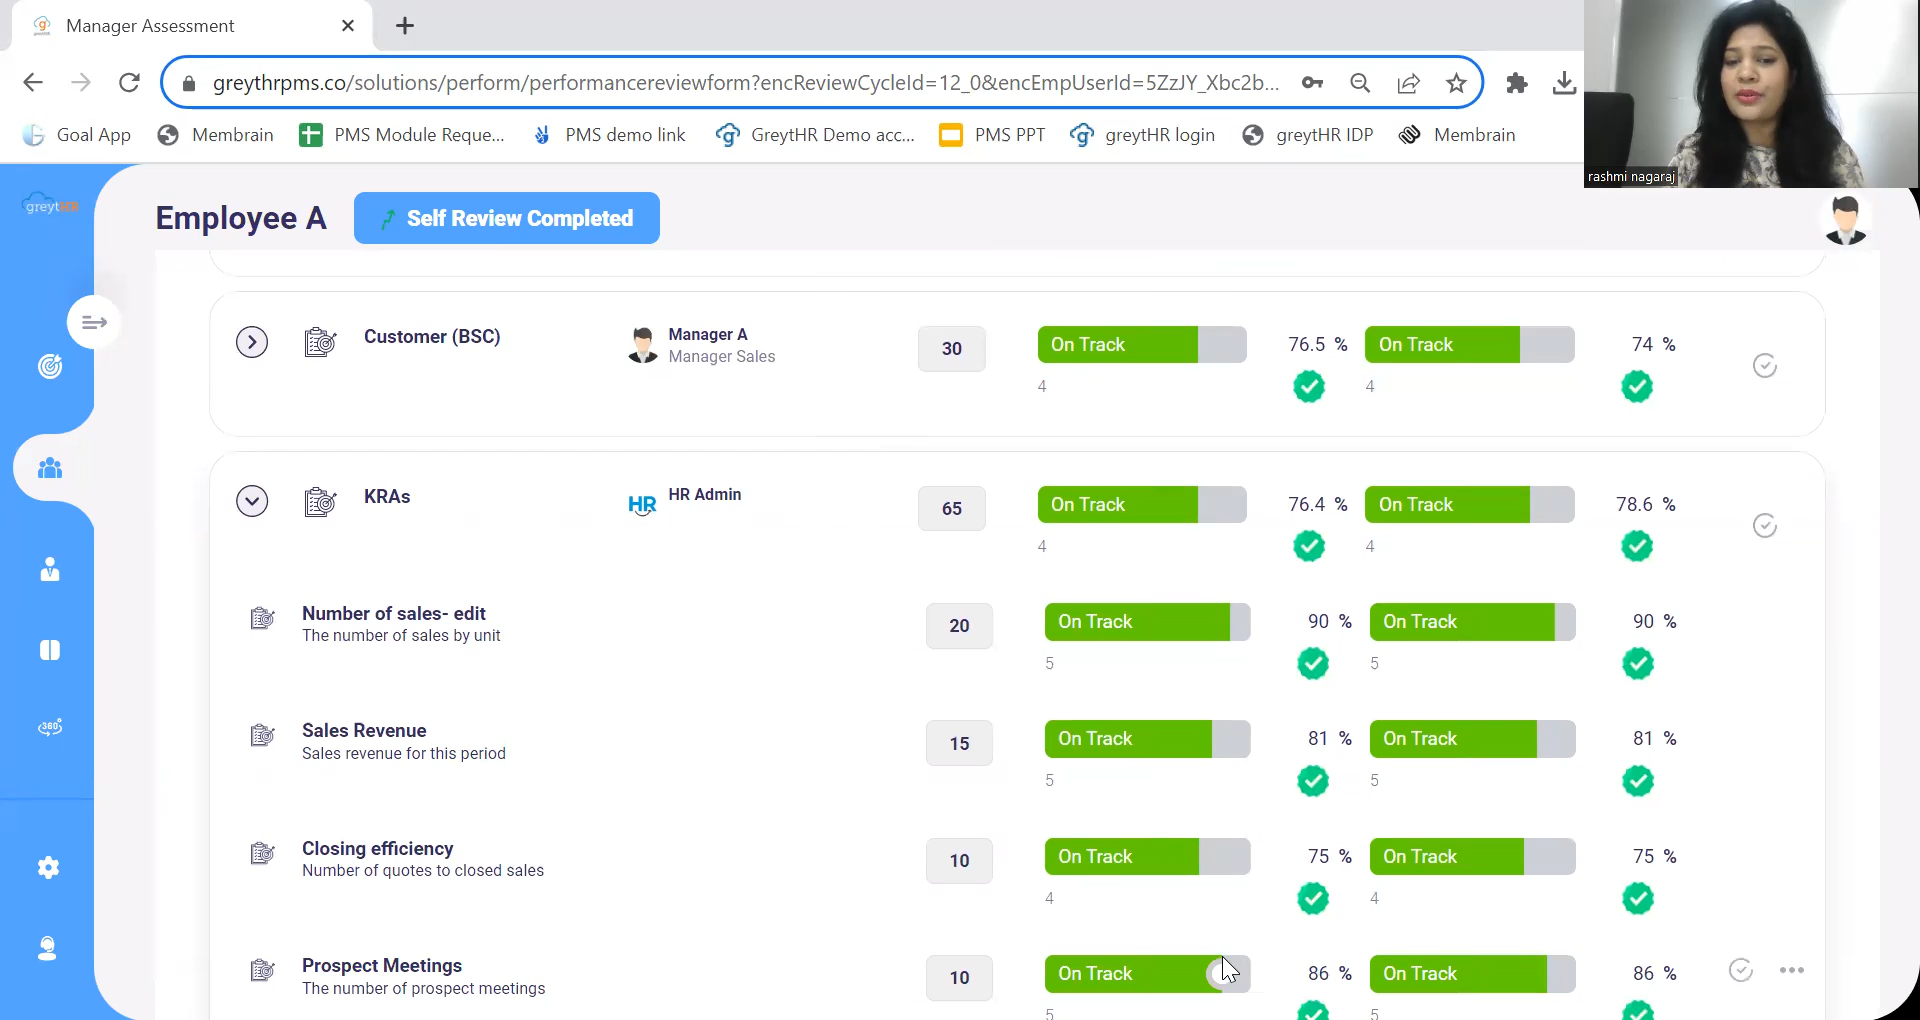 Manager Assessment
greythrpms.co/solutions/perform/performancereviewform?encReviewCycleId=12_0&encEmpUserId=5ZzJY_Xbc2b...
Goal App
Membrain
PMS Module Reque...
PMS demo link
GreytHR Demo acc...
PMS PPT
greytHR login
greytHR IDP
Membrain
rashmi nagaraj
greytHR
Employee A
Self Review Completed
Customer (BSC)
Manager A
Manager Sales
30
On Track
76.5 %
On Track
74 %
4
4
KRAs
HR
HR Admin
65
On Track
76.4 %
On Track
78.6 %
4
4
Number of sales- edit
The number of sales by unit
20
On Track
90 %
On Track
90 %
5
5
Sales Revenue
Sales revenue for this period
15
On Track
81 %
On Track
81 %
5
5
360°
Closing efficiency
Number of quotes to closed sales
10
On Track
75 %
On Track
75 %
4
4
Prospect Meetings
The number of prospect meetings
10
On Track
86 %
On Track
86 %
5
5